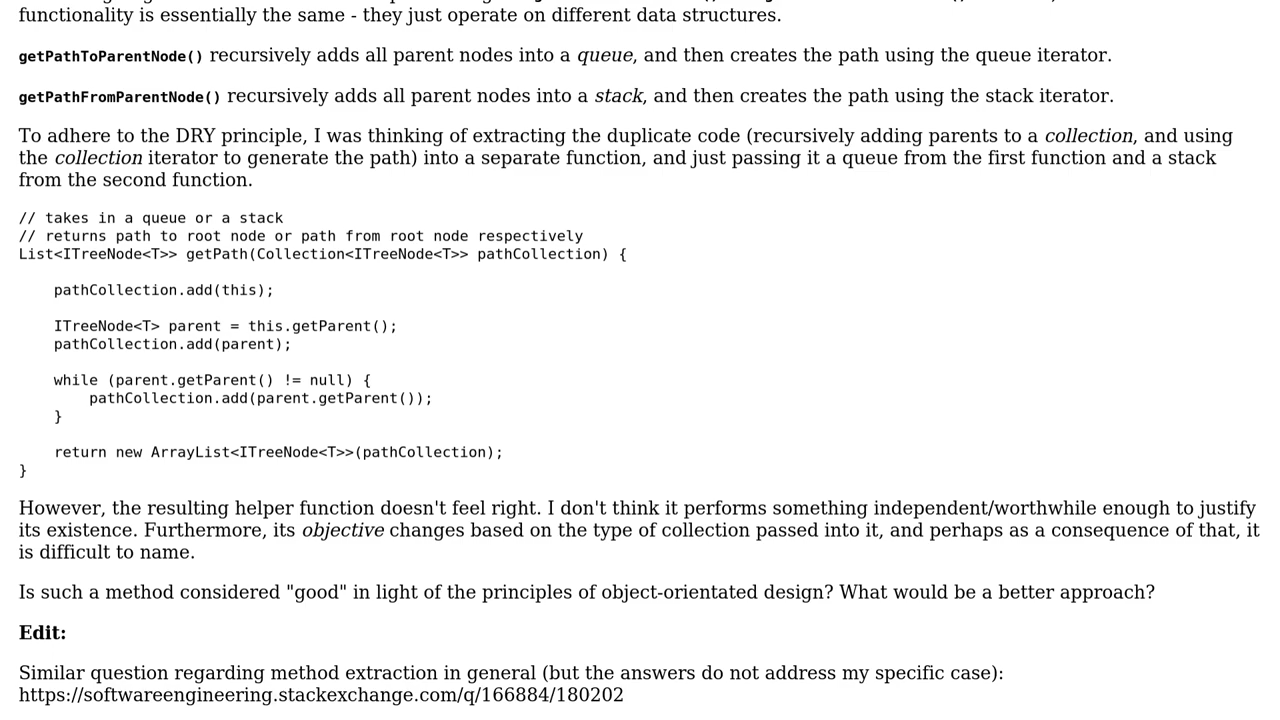 functionality is essentially the same - they just operate on different data structures.
getPathToParentNode() recursively adds all parent nodes into a queue, and then creates the path using the queue iterator.
getPathFromParentNode() recursively adds all parent nodes into a stack, and then creates the path using the stack iterator.
To adhere to the DRY principle, I was thinking of extracting the duplicate code (recursively adding parents to a collection, and using
the collection iterator to generate the path) into a separate function, and just passing it a queue from the first function and a stack
from the second function.
// takes in a queue or a stack
// returns path to root node or path from root node respectively
List<ITreeNode<T>> getPath(Collection<ITreeNode<T>> pathCollection) {
    pathCollection.add(this);
    ITreeNode<T> parent = this.getParent();
    pathCollection.add(parent);
    while (parent.getParent() != null) {
        pathCollection.add(parent.getParent());
    }
    return new ArrayList<ITreeNode<T>>(pathCollection);
}
However, the resulting helper function doesn't feel right. I don't think it performs something independent/worthwhile enough to justify
its existence. Furthermore, its objective changes based on the type of collection passed into it, and perhaps as a consequence of that, it
is difficult to name.
Is such a method considered "good" in light of the principles of object-orientated design? What would be a better approach?
Edit:
Similar question regarding method extraction in general (but the answers do not address my specific case):
https://softwareengineering.stackexchange.com/q/166884/180202